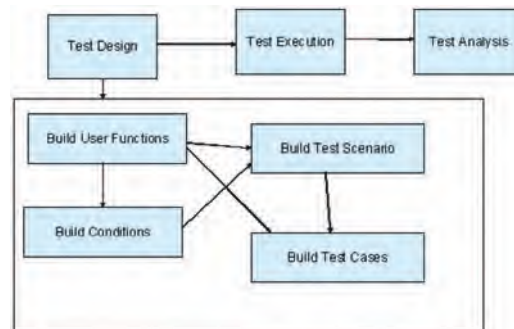 Test Design
Test Execution
Test Analysis
Build User Functions
Build Test Scenario
Build Conditions
Build Test Cases